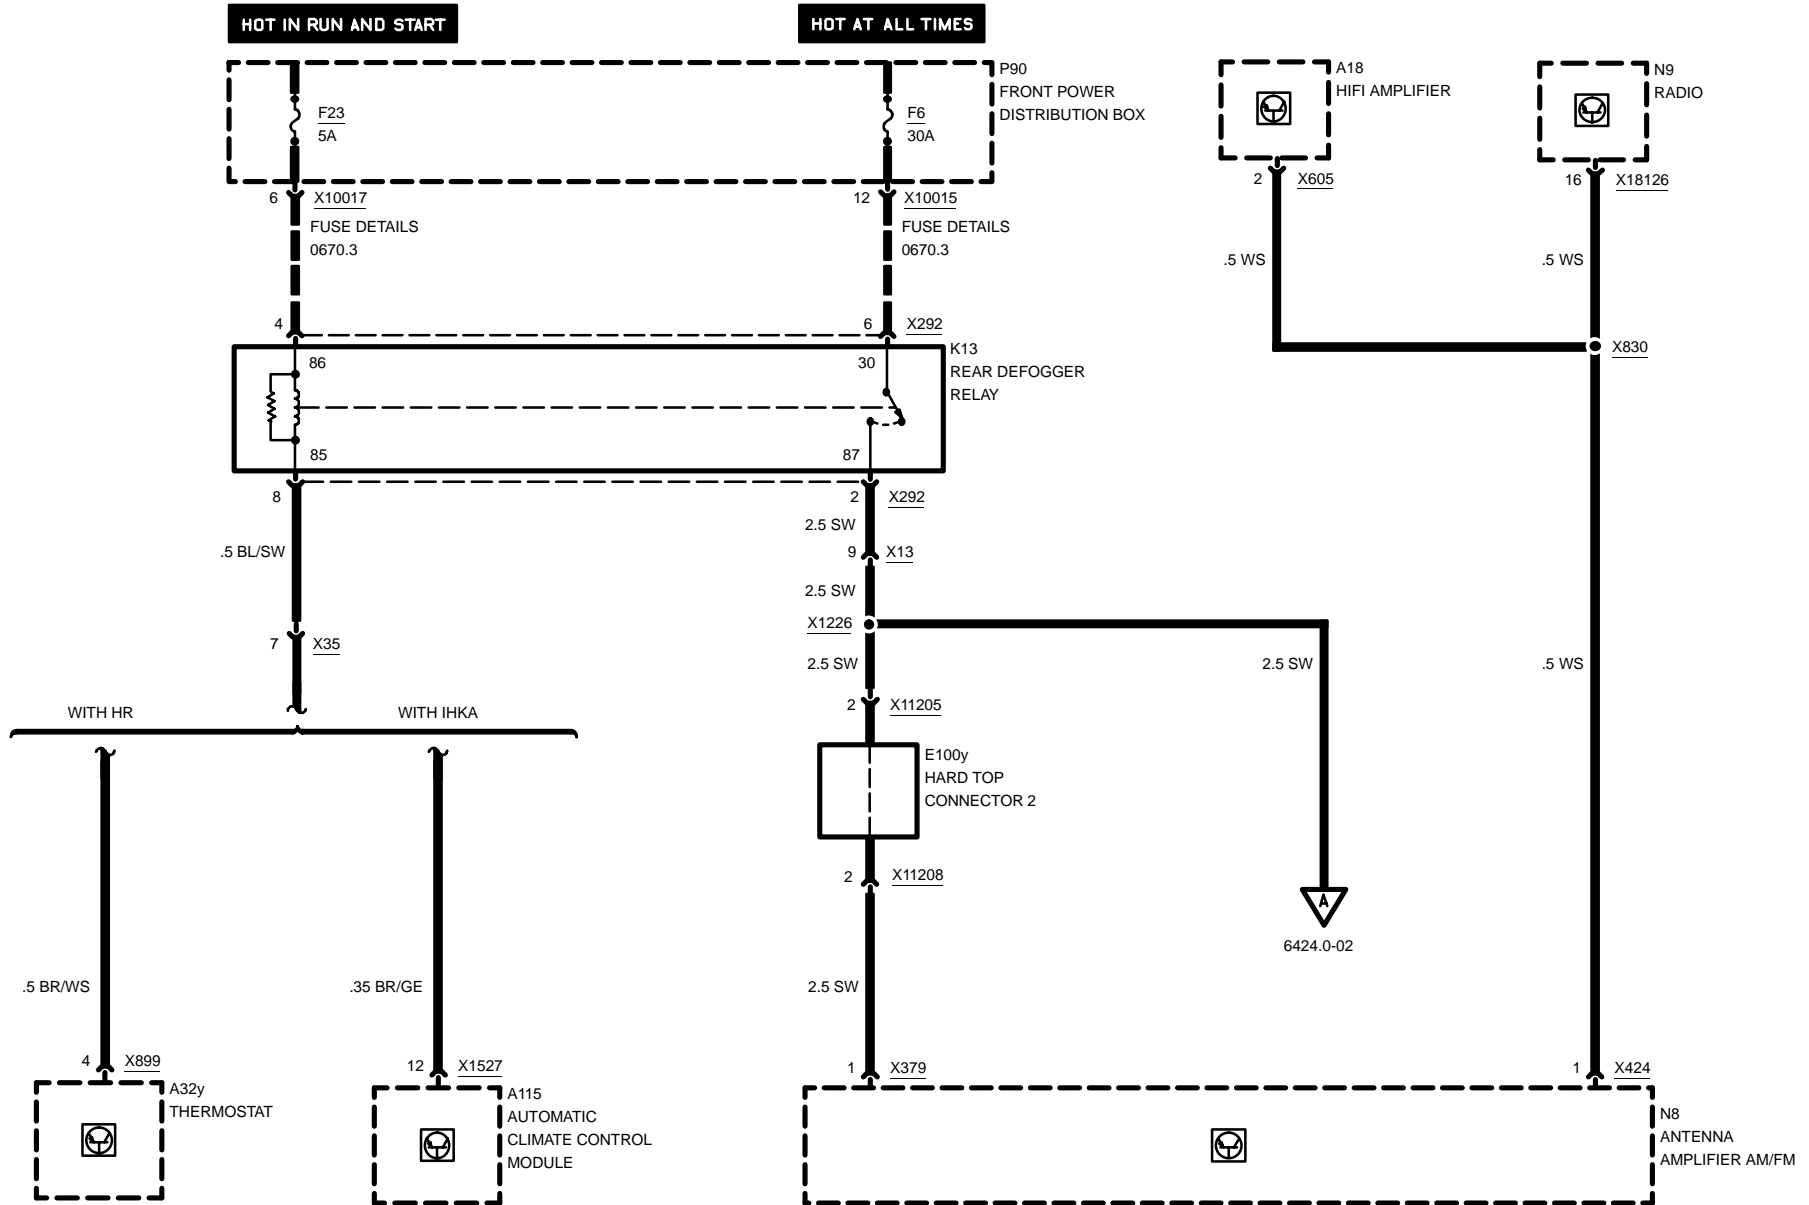 HOT IN RUN AND START
HOT AT ALL TIMES
P90
FRONT POWER
DISTRIBUTION BOX
A18
HIFI AMPLIFIER
N9
RADIO
F23
5A
F6
30A
6
X10017
12
X10015
2
X605
16
X18126
FUSE DETAILS
0670.3
FUSE DETAILS
0670.3
.5 WS
.5 WS
4
6
X292
K13
REAR DEFOGGER
RELAY
X830
86
30
85
87
8
2
X292
2.5 SW
.5 BL/SW
9
X13
2.5 SW
X1226
7
X35
2.5 SW
2.5 SW
.5 WS
WITH HR
WITH IHKA
2
X11205
E100y
HARD TOP
CONNECTOR 2
2
X11208
A
6424.0-02
.5 BR/WS
.35 BR/GE
2.5 SW
4
X899
12
X1527
1
X379
1
X424
A32y
THERMOSTAT
A115
AUTOMATIC
CLIMATE CONTROL
MODULE
N8
ANTENNA
AMPLIFIER AM/FM